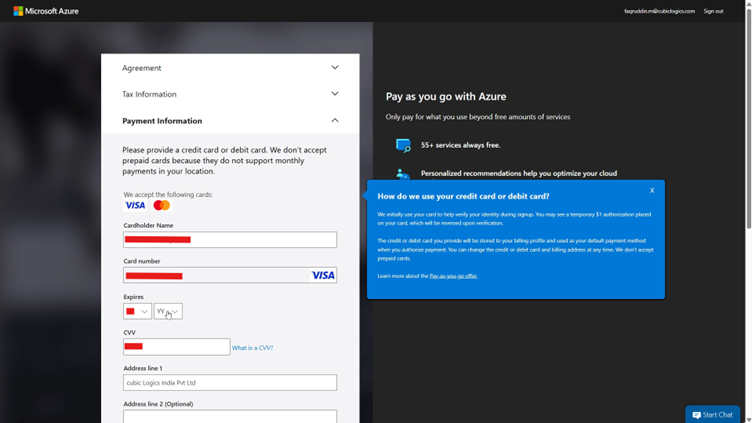 Microsoft Azure
faqruddin.m@cubiclogics.com Sign out
Agreement
Tax Information
Payment Information
Please provide a credit card or debit card. We don't accept
prepaid cards because they do not support monthly
payments in your location.
We accept the following cards:
VISA
Cardholder Name
Card number
VISA
Expires
YY
CVV
What is a CVV?
Address line 1
cubic Logics India Pvt Ltd
Address line 2 (Optional)
Pay as you go with Azure
Only pay for what you use beyond free amounts of services
55+ services always free.
Personalized recommendations help you optimize your cloud
How do we use your credit card or debit card?
X
We initially use your card to help verify your identity during signup. You may see a temporary $1 authorization placed
on your card, which will be reversed upon verification.
The credit or debit card you provide will be stored to your billing profile and used as your default payment method
when you authorize payment. You can change the credit or debit card and billing address at any time. We don't accept
prepaid cards.
Learn more about the Pay-as-you-go offer.
Start Chat